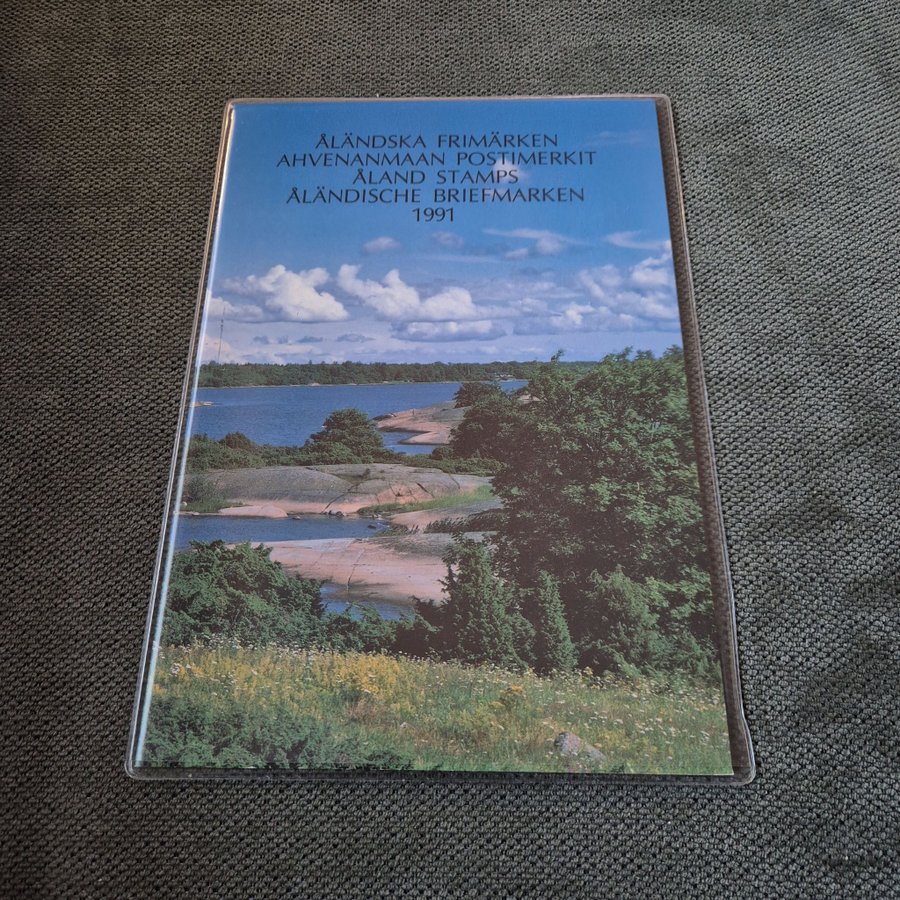 ÅLÄNDSKA FRIMÄRKEN
AHVENANMAAN POSTIMERKIT
ÅLAND STAMPS
ÅLÄNDISCHE BRIEFMARKEN
1991